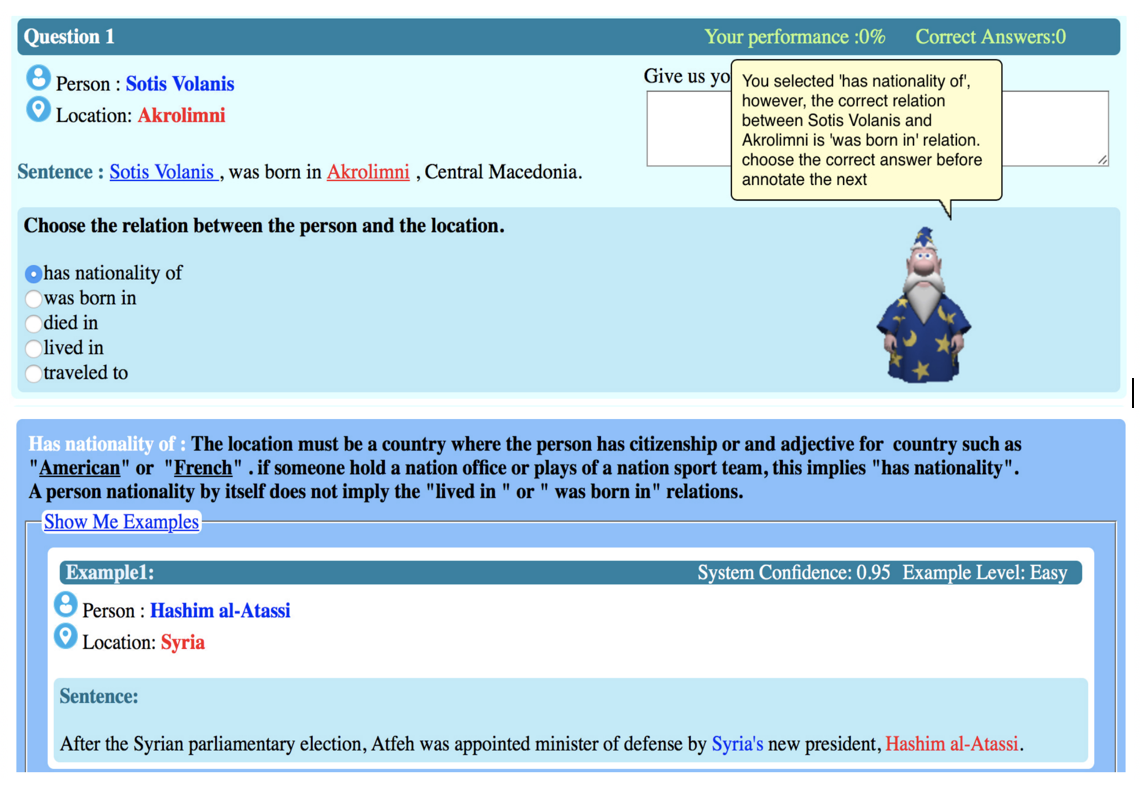 Question 1
Your performance :0%
Correct Answers:0
Person : Sotis Volanis
Location: Akrolimni
Give us yo
You selected 'has nationality of',
however, the correct relation
between Sotis Volanis and
Akrolimni is 'was born in' relation.
choose the correct answer before
annotate the next
Sentence : Sotis Volanis , was born in Akrolimni , Central Macedonia.
Choose the relation between the person and the location.
has nationality of
was born in
died in
lived in
traveled to
Has nationality of : The location must be a country where the person has citizenship or and adjective for country such as
"American" or "French" . if someone hold a nation office or plays of a nation sport team, this implies "has nationality".
A person nationality by itself does not imply the "lived in " or " was born in" relations.
Show Me Examples
Example1:
System Confidence: 0.95 Example Level: Easy
Person : Hashim al-Atassi
Location: Syria
Sentence:
After the Syrian parliamentary election, Atfeh was appointed minister of defense by Syria's new president, Hashim al-Atassi.